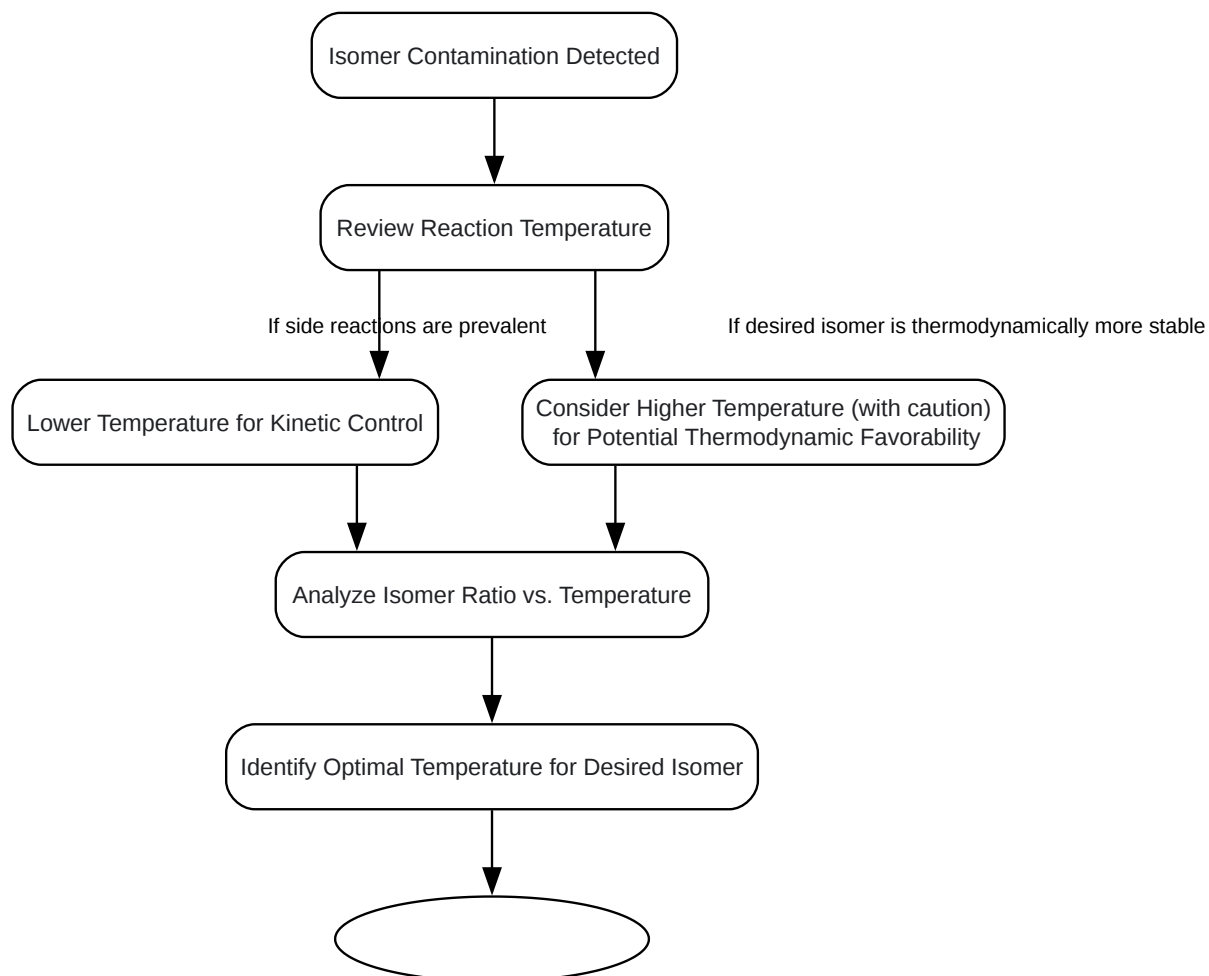 Isomer Contamination Detected
Review Reaction Temperature
If side reactions are prevalent
If desired isomer is thermodynamically more stable
Lower Temperature for Kinetic Control
Consider Higher Temperature (with caution)
for Potential Thermodynamic Favorability
Analyze Isomer Ratio vs. Temperature
Identify Optimal Temperature for Desired Isomer